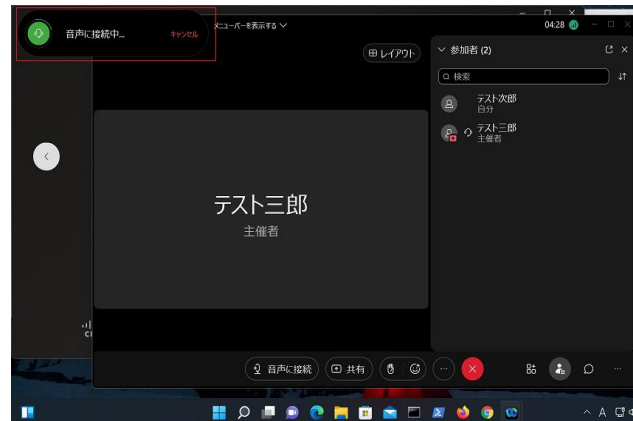 音声に接続中... キャンセル
メニューバーを表示する
04:28
レイアウト
参加者 (2)
検索
テスト次郎
自分
テスト三郎
主催者
テスト三郎
主催者
音声に接続
共有
A